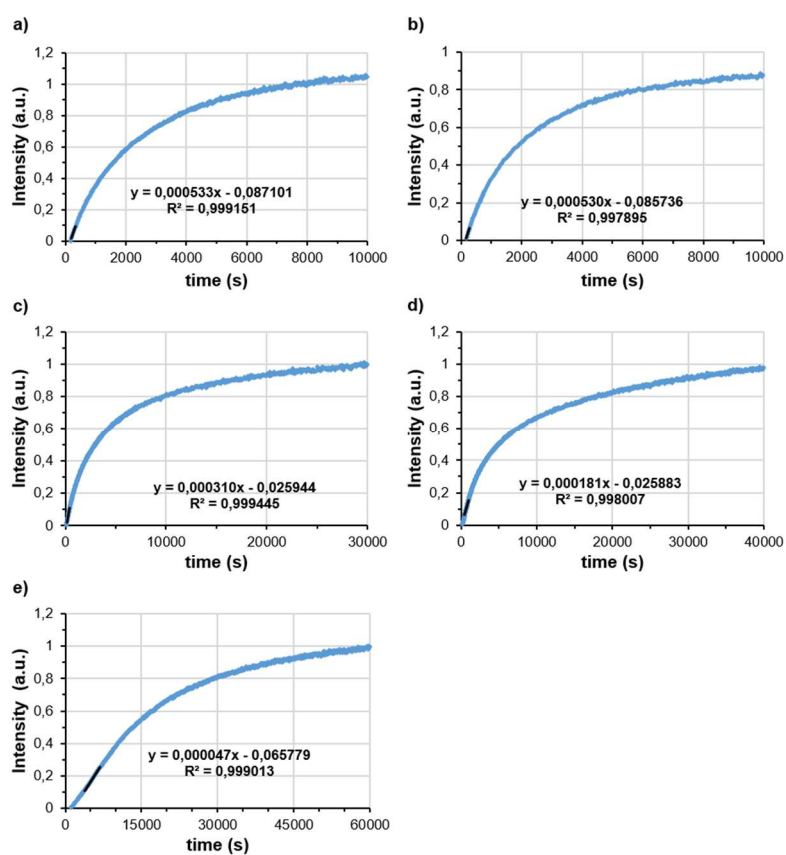 a)
1,2
1
0,8
0,6
0,4
0,2
0
Intensity (a.u.)
y = 0,000533x - 0,087101
R² = 0,999151
0 2000 4000 6000 8000 10000
time (s)
b)
1
0,8
0,6
0,4
0,2
0
Intensity (a.u.)
y = 0,000530x - 0,085736
R² = 0,997895
0 2000 4000 6000 8000 10000
time (s)
c)
1,2
1
0,8
0,6
0,4
0,2
0
Intensity (a.u.)
y = 0,000310x - 0,025944
R² = 0,999445
0 10000 20000 30000
time (s)
d)
1,2
1
0,8
0,6
0,4
0,2
0
Intensity (a.u.)
y = 0,000181x - 0,025883
R² = 0,998007
0 10000 20000 30000 40000
time (s)
e)
1,2
1
0,8
0,6
0,4
0,2
0
Intensity (a.u.)
y = 0,000047x - 0,065779
R² = 0,999013
0 15000 30000 45000 60000
time (s)